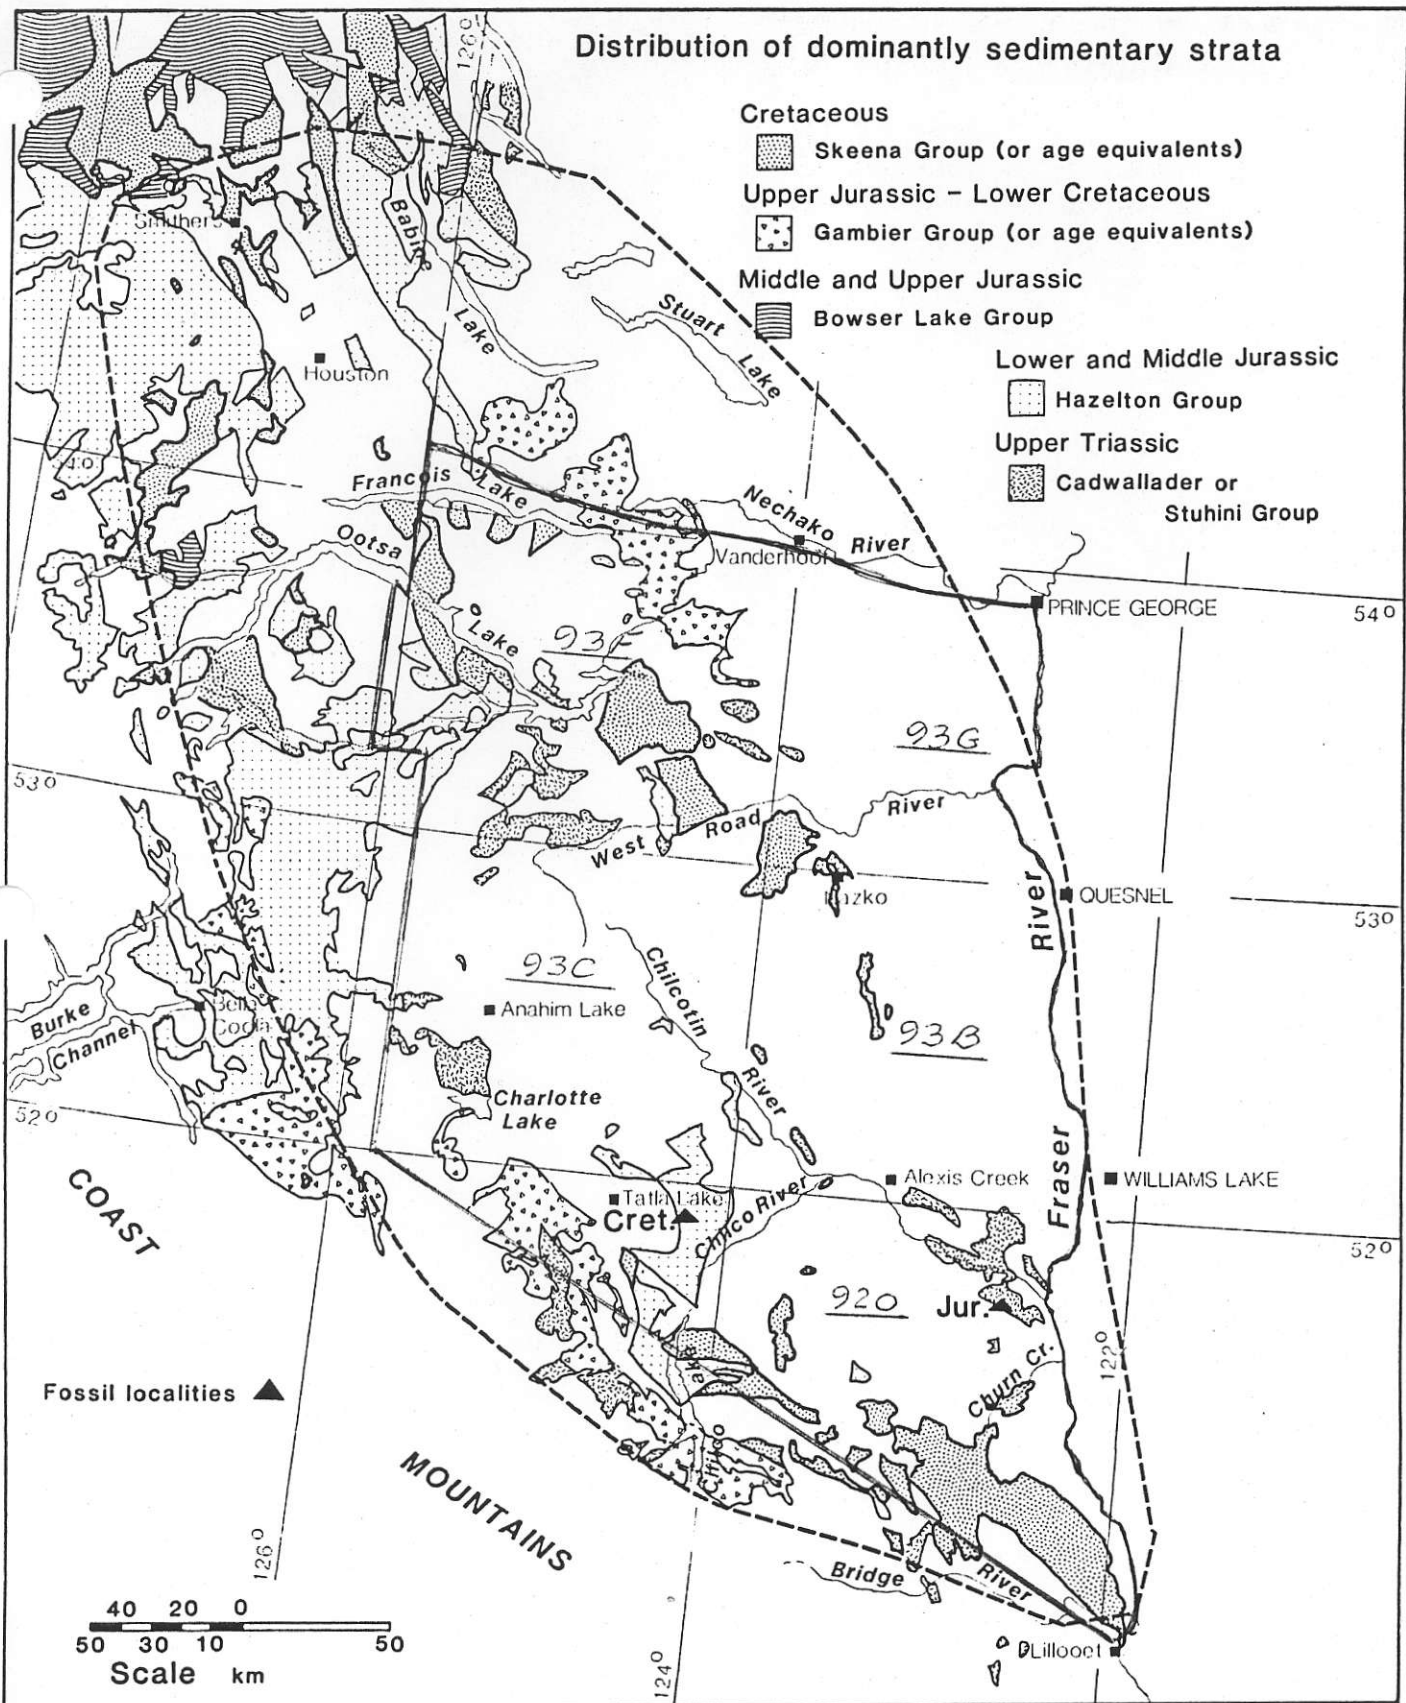 Distribution of dominantly sedimentary strata
Cretaceous
Skeena Group (or age equivalents)
Upper Jurassic – Lower Cretaceous
Gambier Group (or age equivalents)
Middle and Upper Jurassic
Bowser Lake Group
Lower and Middle Jurassic
Hazelton Group
Upper Triassic
Cadwallader or
Stuhini Group
126°
Smithers
Babine
Lake
Stuart
Lake
Houston
54°
Francois
Lake
Nechako
River
Vanderhoof
Ootsa
Lake
93F
PRINCE GEORGE
54°
93G
53°
West
Road
River
Nazko
River
QUESNEL
53°
93C
Chilcotin
River
Anahim Lake
93B
Burke
Channel
Bella
Coola
Charlotte
Lake
52°
COAST
Tatla Lake
Cret.
Chilco River
Alexis Creek
Fraser
WILLIAMS LAKE
52°
92O
Jur.
Churn Cr.
122°
Lake
Chilco
Fossil localities
MOUNTAINS
126°
Bridge
River
124°
Lillooet
40 20 0
50 30 10 50
Scale km